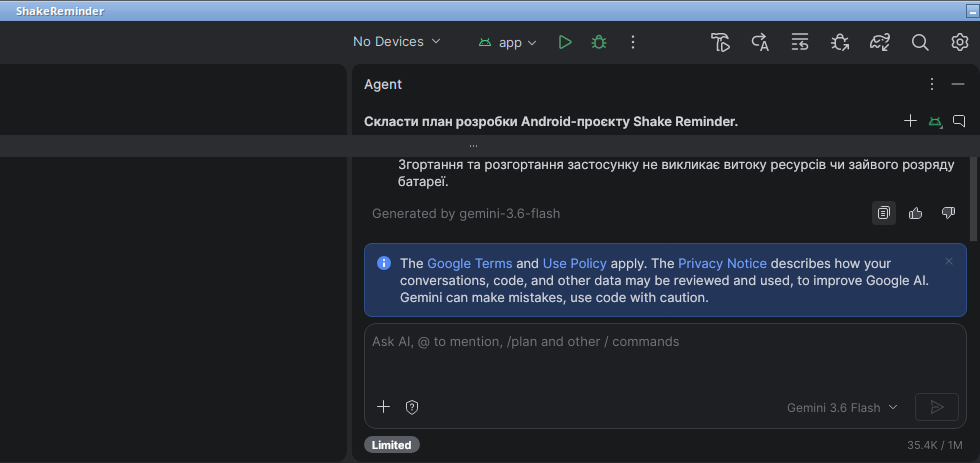 ShakeReminder
No Devices
app
Agent
Скласти план розробки Android-проєкту Shake Reminder.
...
Згортання та розгортання застосунку не викликає витоку ресурсів чи зайвого розряду
батареї.
Generated by gemini-3.6-flash
The Google Terms and Use Policy apply. The Privacy Notice describes how your
conversations, code, and other data may be reviewed and used, to improve Google AI.
Gemini can make mistakes, use code with caution.
Ask AI, @ to mention, /plan and other / commands
Gemini 3.6 Flash
Limited
35.4K / 1M